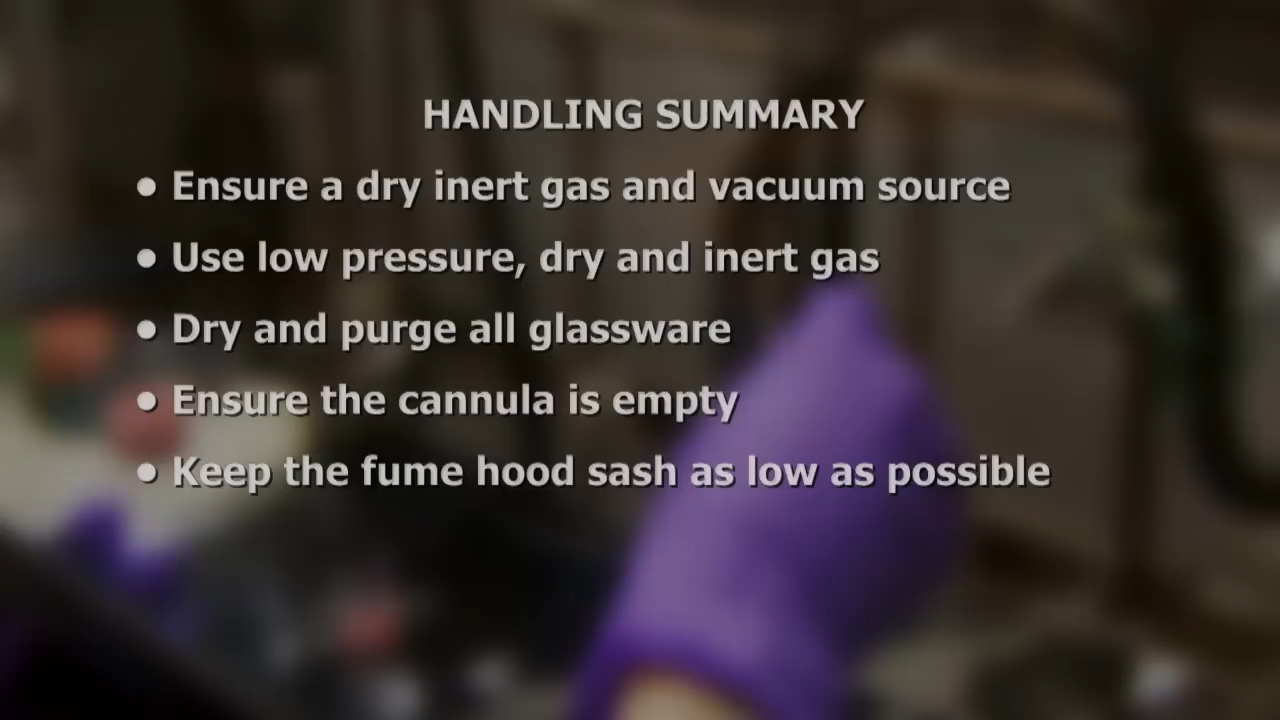 HANDLING SUMMARY
• Ensure a dry inert gas and vacuum source
• Use low pressure, dry and inert gas
• Dry and purge all glassware
• Ensure the cannula is empty
• Keep the fume hood sash as low as possible